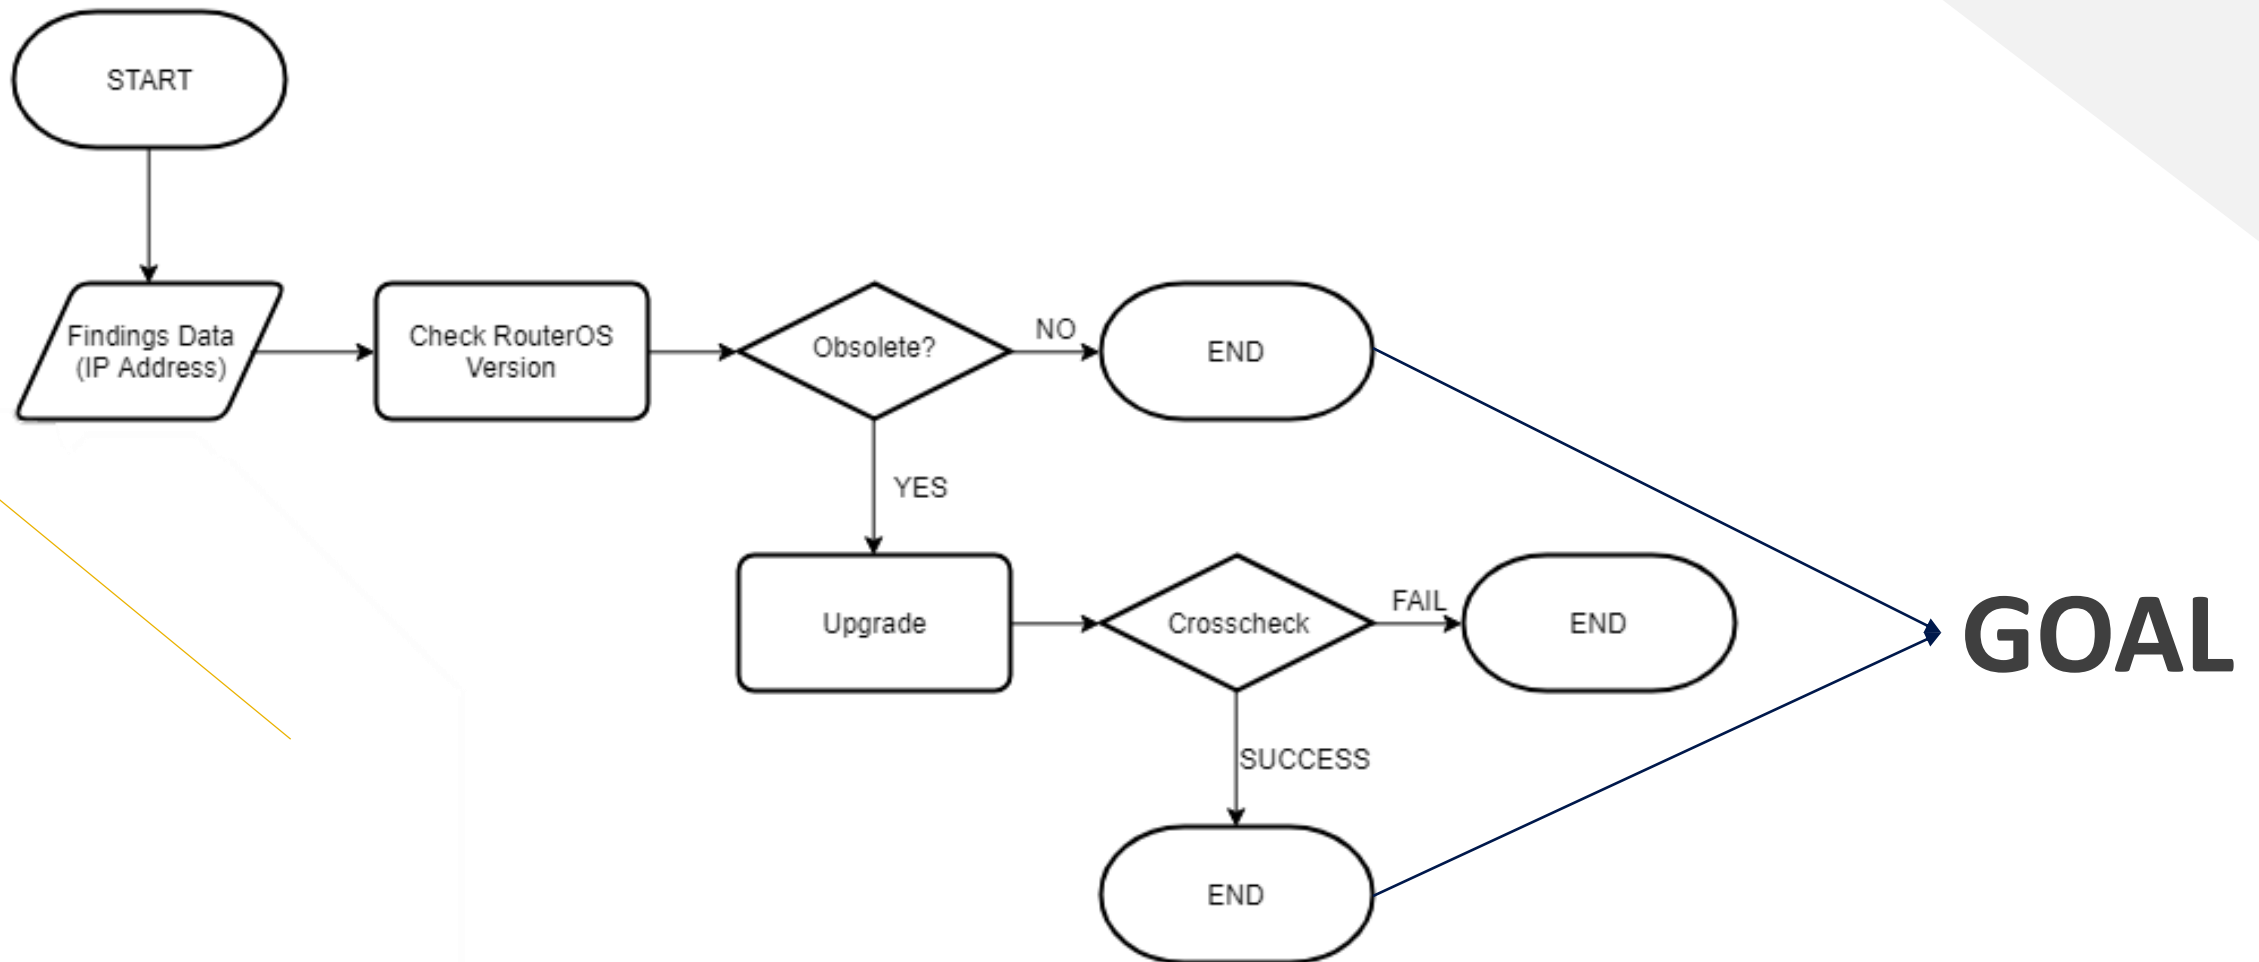 START
Findings Data
(IP Address)
Check RouterOS
Version
Obsolete?
NO
END
YES
Upgrade
Crosscheck
FAIL
END
GOAL
SUCCESS
END